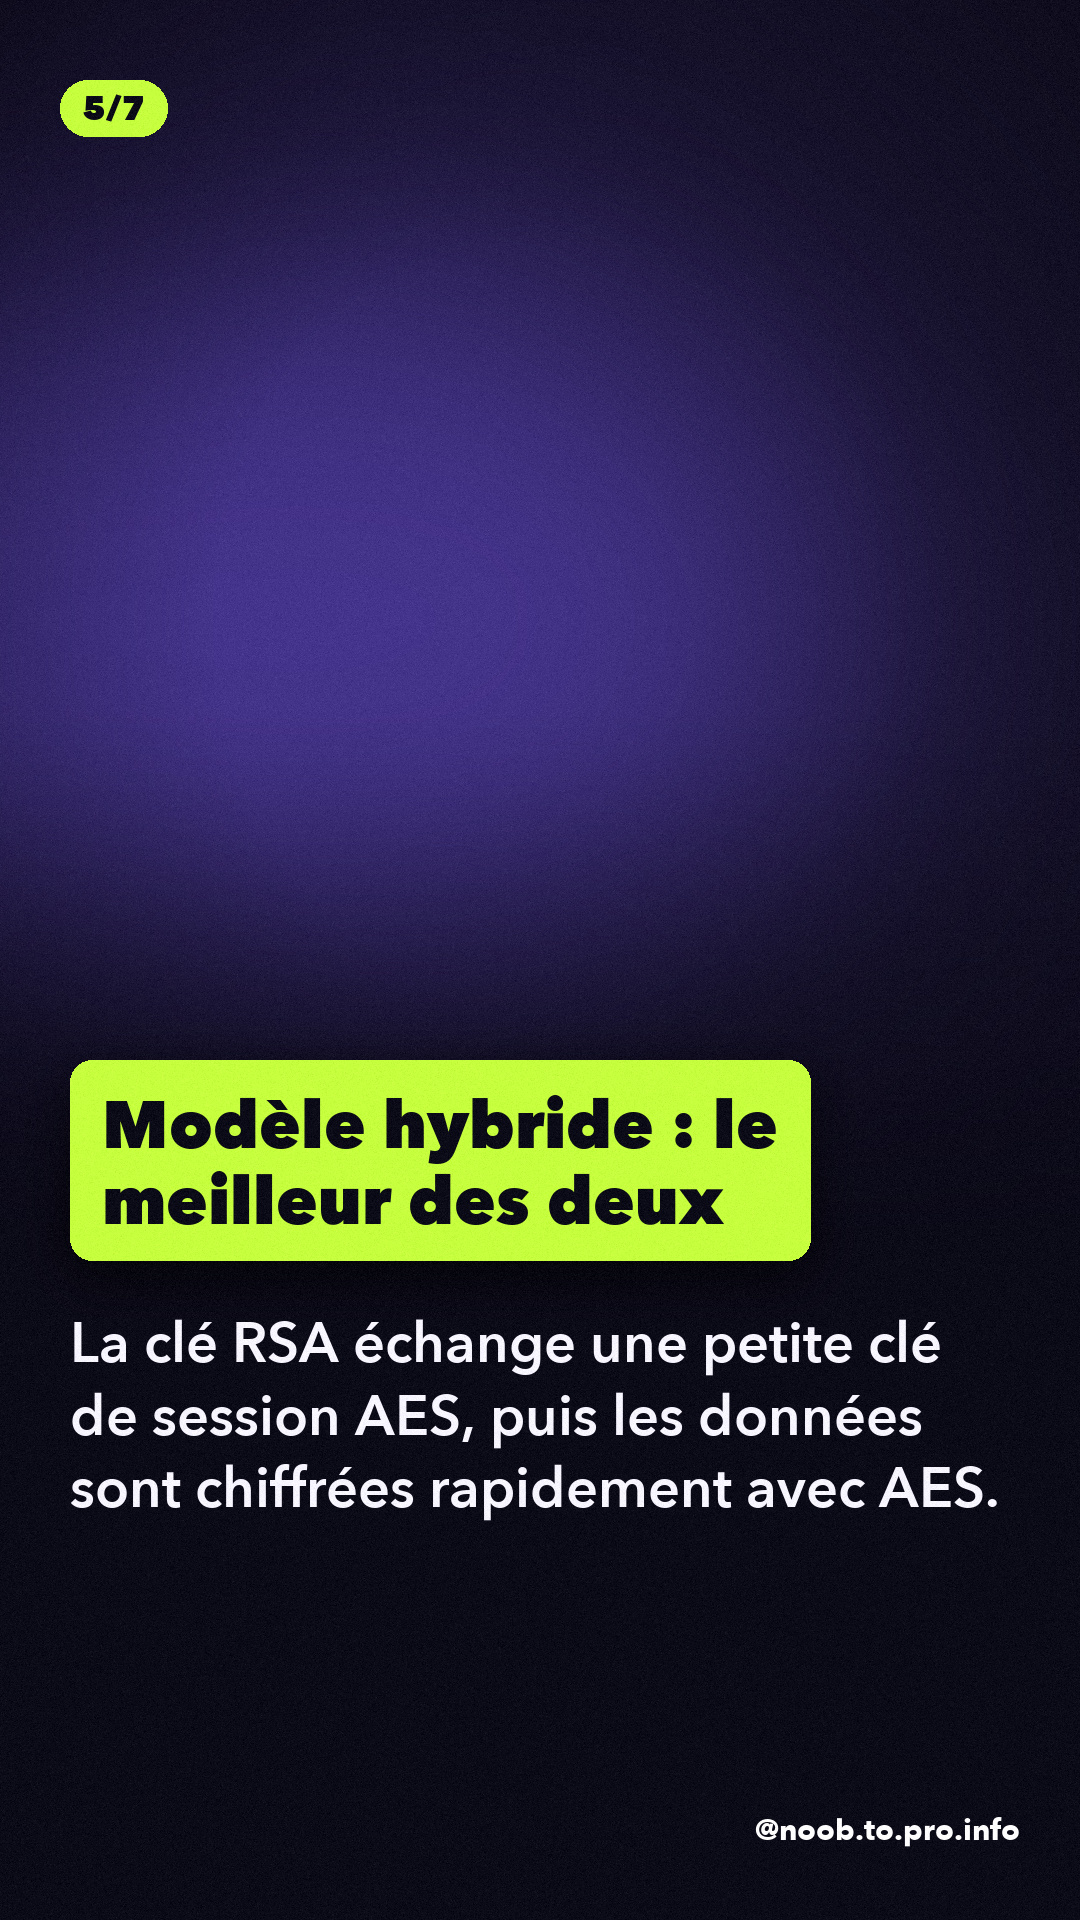 5/7
Modèle hybride : le
meilleur des deux
La clé RSA échange une petite clé
de session AES, puis les données
sont chiffrées rapidement avec AES.
@noob.to.pro.info